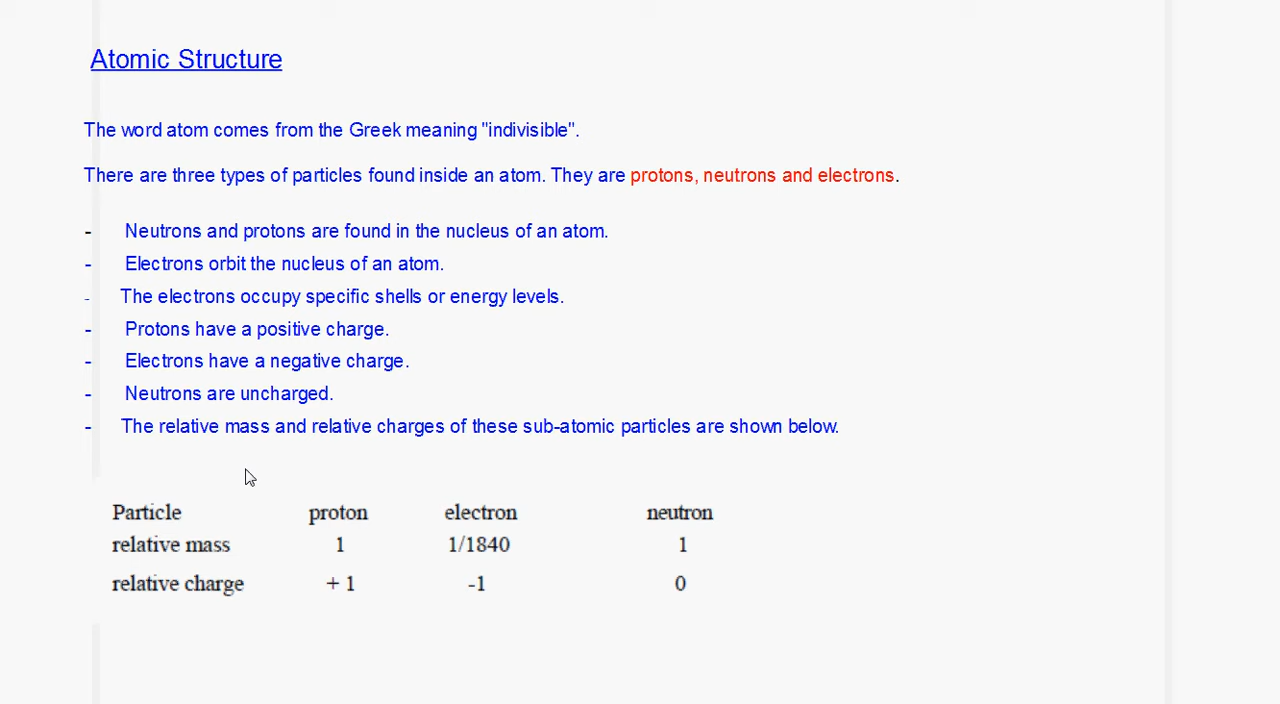 Atomic Structure
The word atom comes from the Greek meaning "indivisible".
There are three types of particles found inside an atom. They are protons, neutrons and electrons.
- Neutrons and protons are found in the nucleus of an atom.
- Electrons orbit the nucleus of an atom.
- The electrons occupy specific shells or energy levels.
- Protons have a positive charge.
- Electrons have a negative charge.
- Neutrons are uncharged.
- The relative mass and relative charges of these sub-atomic particles are shown below.
Particle proton electron neutron
relative mass 1 1/1840 1
relative charge + 1 -1 0